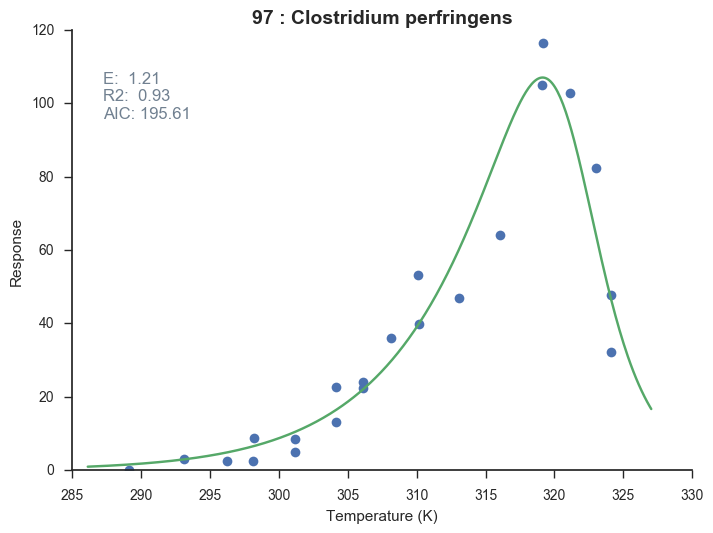 97 : Clostridium perfringens
E: 1.21
R2: 0.93
AIC: 195.61
Response
120
100
80
60
40
20
0
285 290 295 300 305 310 315 320 325 330
Temperature (K)